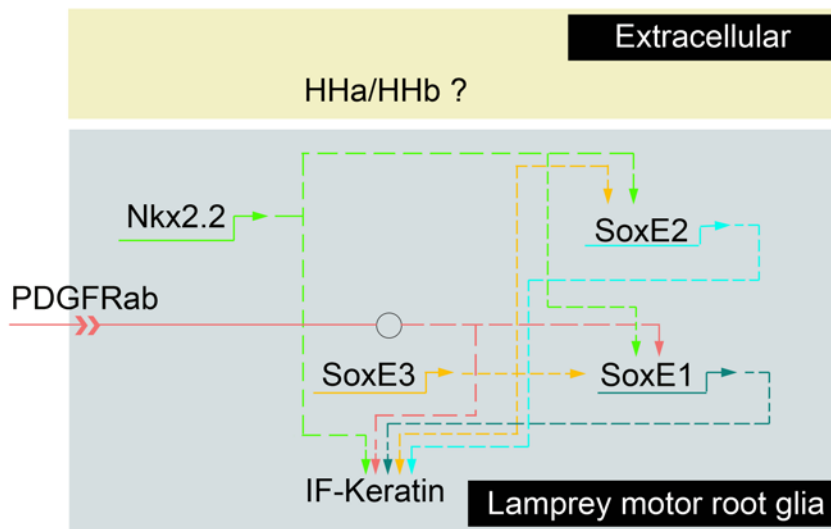 Extracellular
HHa/HHb ?
Nkx2.2
SoxE2
PDGFRab
SoxE3
SoxE1
IF-Keratin
Lamprey motor root glia